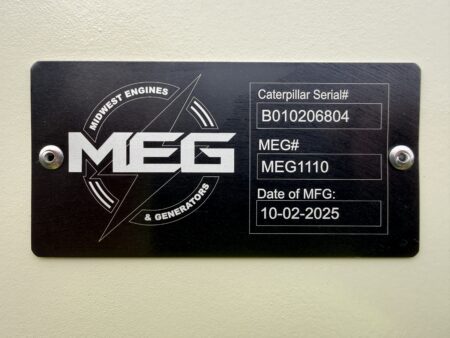 MIDWEST ENGINES
MEG
& GENERATORS
Caterpillar Serial#
B010206804
MEG#
MEG1110
Date of MFG:
10-02-2025